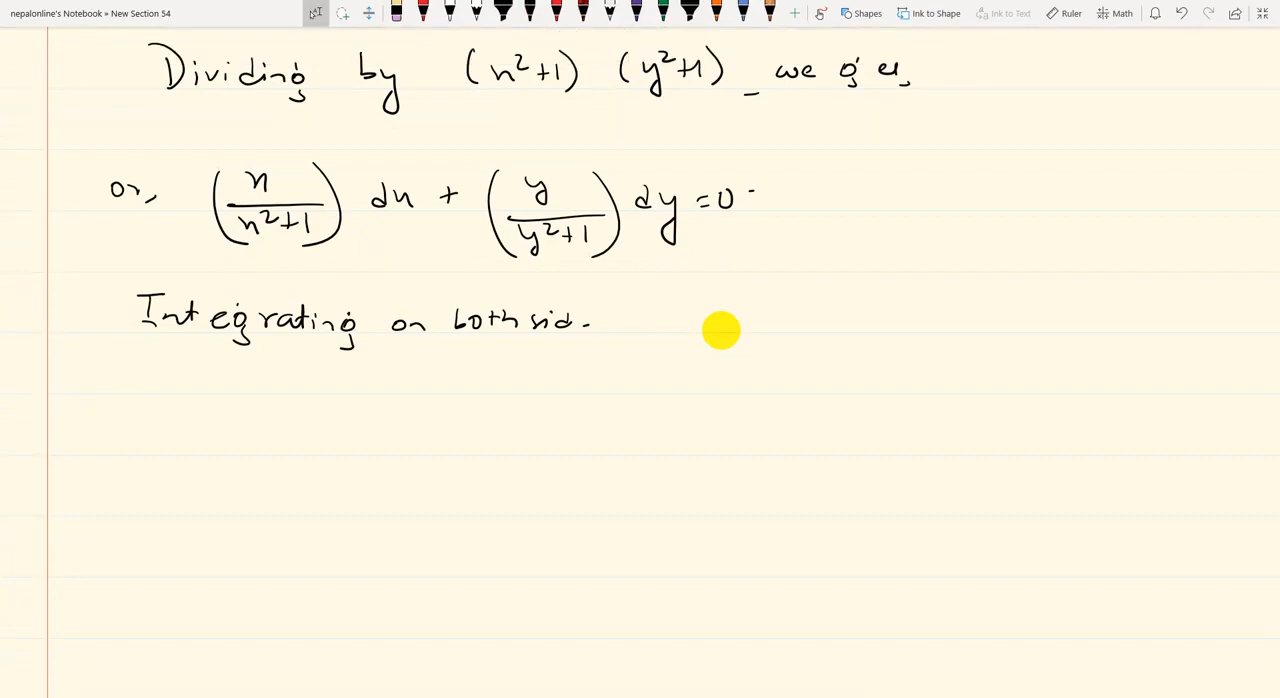 nepalonline's Notebook » New Section 54
Shapes Ink to Shape Ink to Text Ruler Math
Dividing by (x²+1) (y²+1) we get,
or, (x/(x²+1)) dx + (y/(y²+1)) dy = 0
Integrating on both sid.